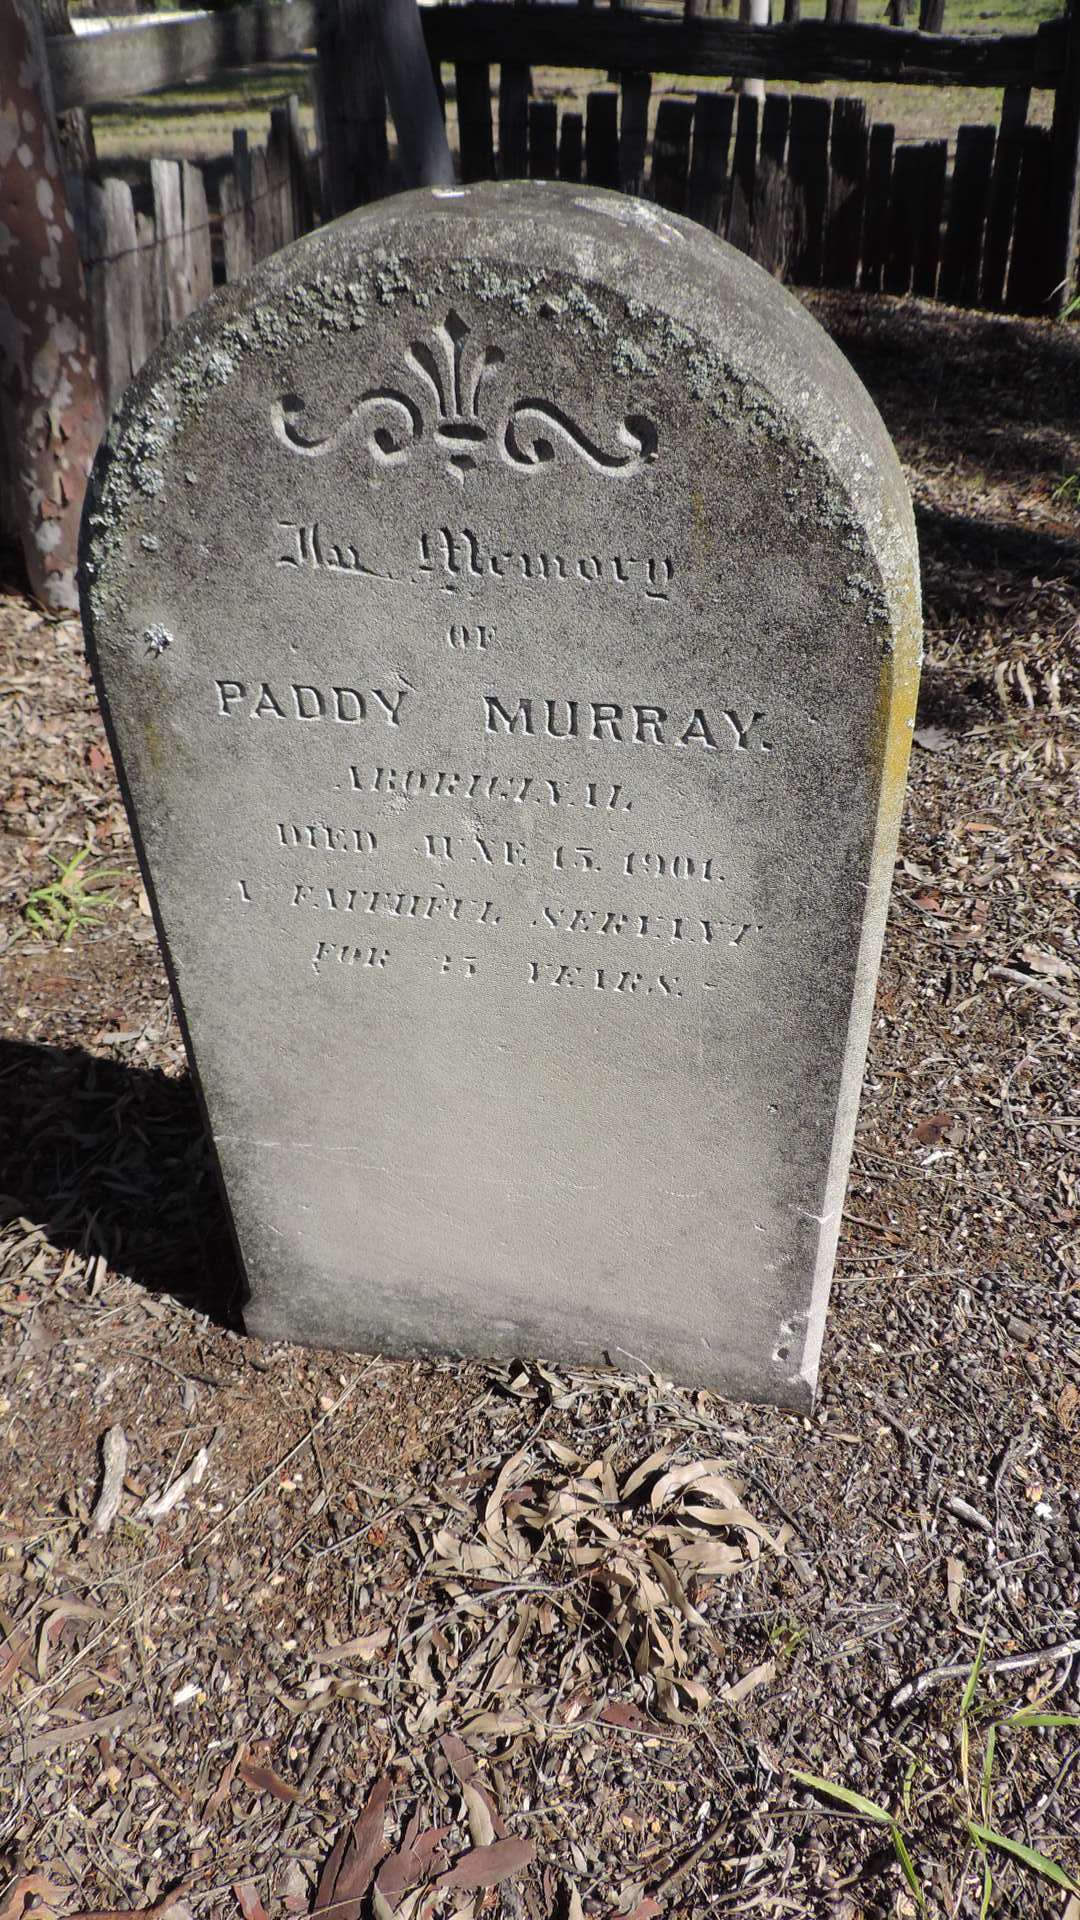 In Memory
OF
PADDY MURRAY.
ABORIGINAL
DIED JUNE 15. 1901.
A FAITHFUL SERVANT
FOR YEARS.